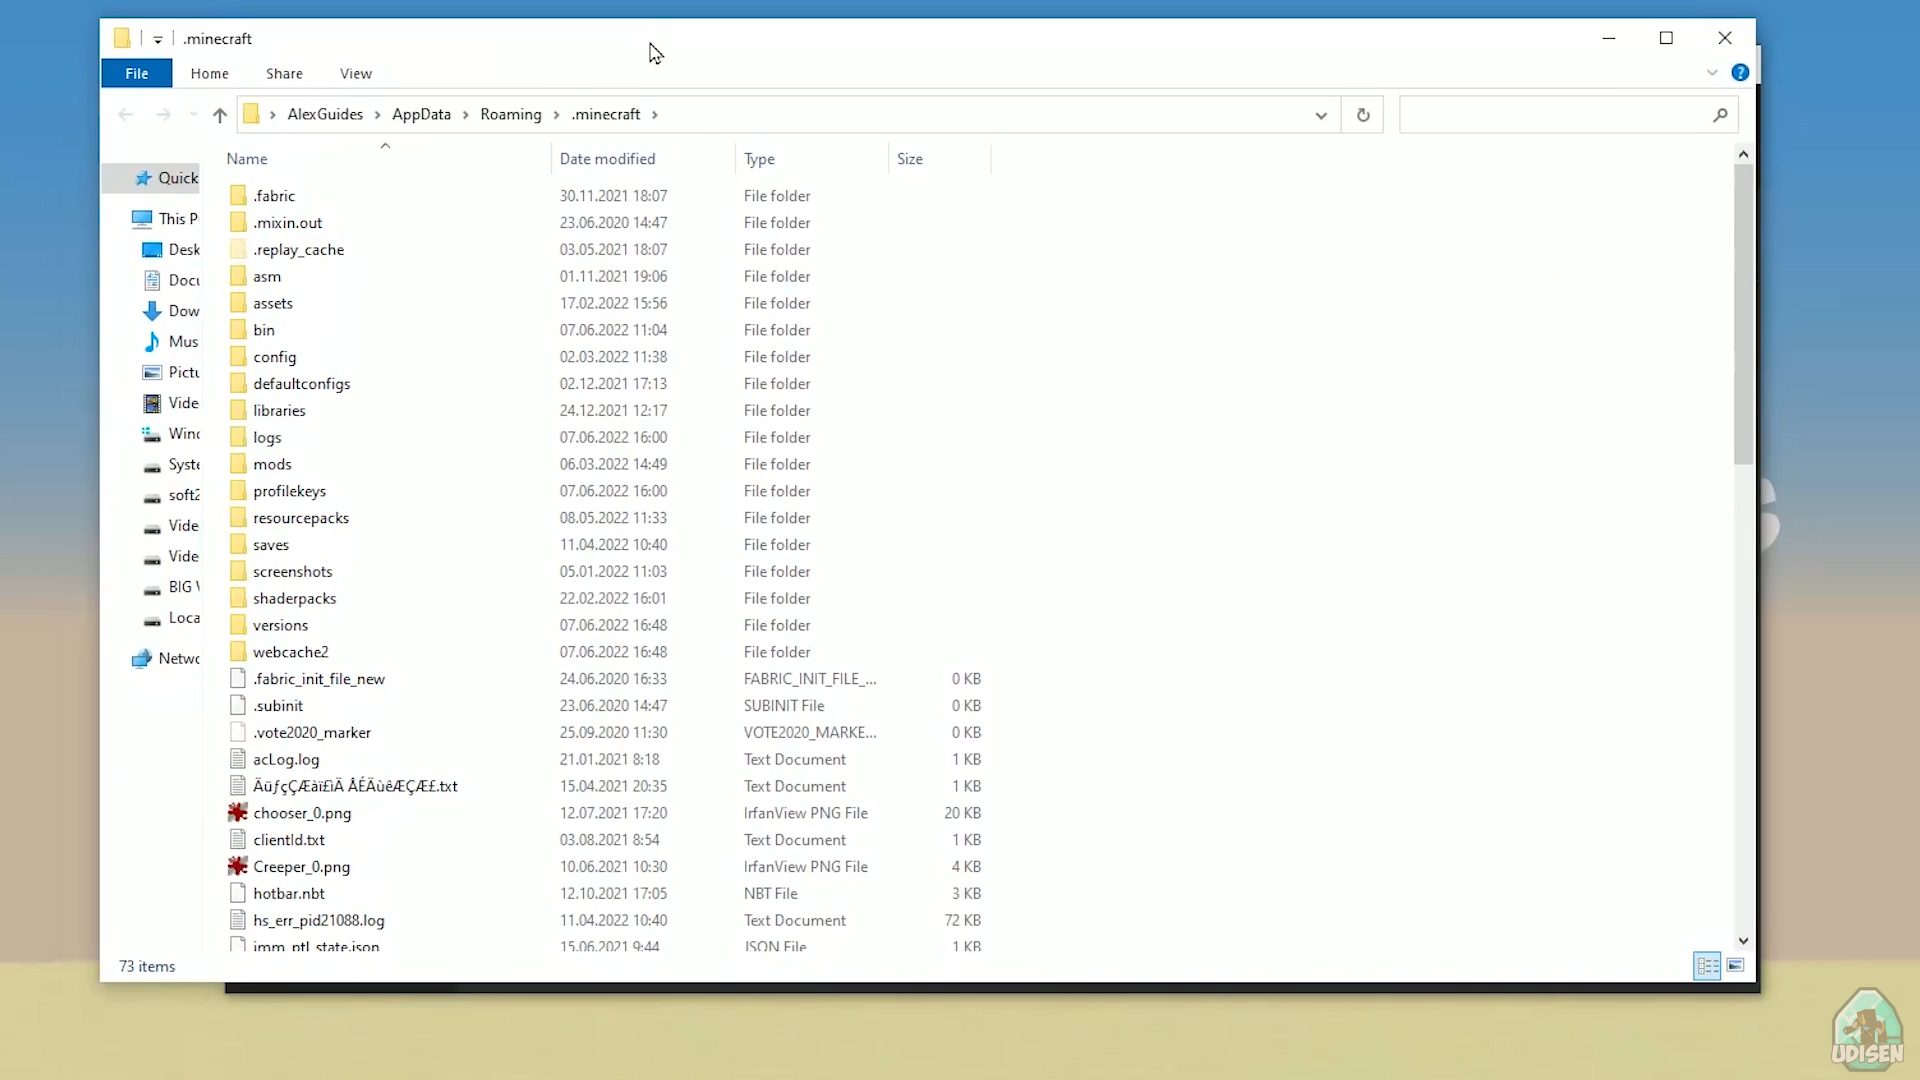 .minecraft
File Home Share View
AlexGuides > AppData > Roaming > .minecraft >
Name Date modified Type Size
Quick
This P
Desk
Docu
Dow
Mus
Pictu
Vide
Wind
Syste
soft2
Vide
Vide
BIG
Loca
Netwo
.fabric 30.11.2021 18:07 File folder
.mixin.out 23.06.2020 14:47 File folder
.replay_cache 03.05.2021 18:07 File folder
asm 01.11.2021 19:06 File folder
assets 17.02.2022 15:56 File folder
bin 07.06.2022 11:04 File folder
config 02.03.2022 11:38 File folder
defaultconfigs 02.12.2021 17:13 File folder
libraries 24.12.2021 12:17 File folder
logs 07.06.2022 16:00 File folder
mods 06.03.2022 14:49 File folder
profilekeys 07.06.2022 16:00 File folder
resourcepacks 08.05.2022 11:33 File folder
saves 11.04.2022 10:40 File folder
screenshots 05.01.2022 11:03 File folder
shaderpacks 22.02.2022 16:01 File folder
versions 07.06.2022 16:48 File folder
webcache2 07.06.2022 16:48 File folder
.fabric_init_file_new 24.06.2020 16:33 FABRIC_INIT_FILE_... 0 KB
.subinit 23.06.2020 14:47 SUBINIT File 0 KB
.vote2020_marker 25.09.2020 11:30 VOTE2020_MARKE... 0 KB
acLog.log 21.01.2021 8:18 Text Document 1 KB
15.04.2021 20:35 Text Document 1 KB
chooser_0.png 12.07.2021 17:20 IrfanView PNG File 20 KB
clientId.txt 03.08.2021 8:54 Text Document 1 KB
Creeper_0.png 10.06.2021 10:30 IrfanView PNG File 4 KB
hotbar.nbt 12.10.2021 17:05 NBT File 3 KB
hs_err_pid21088.log 11.04.2022 10:40 Text Document 72 KB
imm_ptl_state.json 15.06.2021 9:44 JSON File 1 KB
73 items
UDISEN